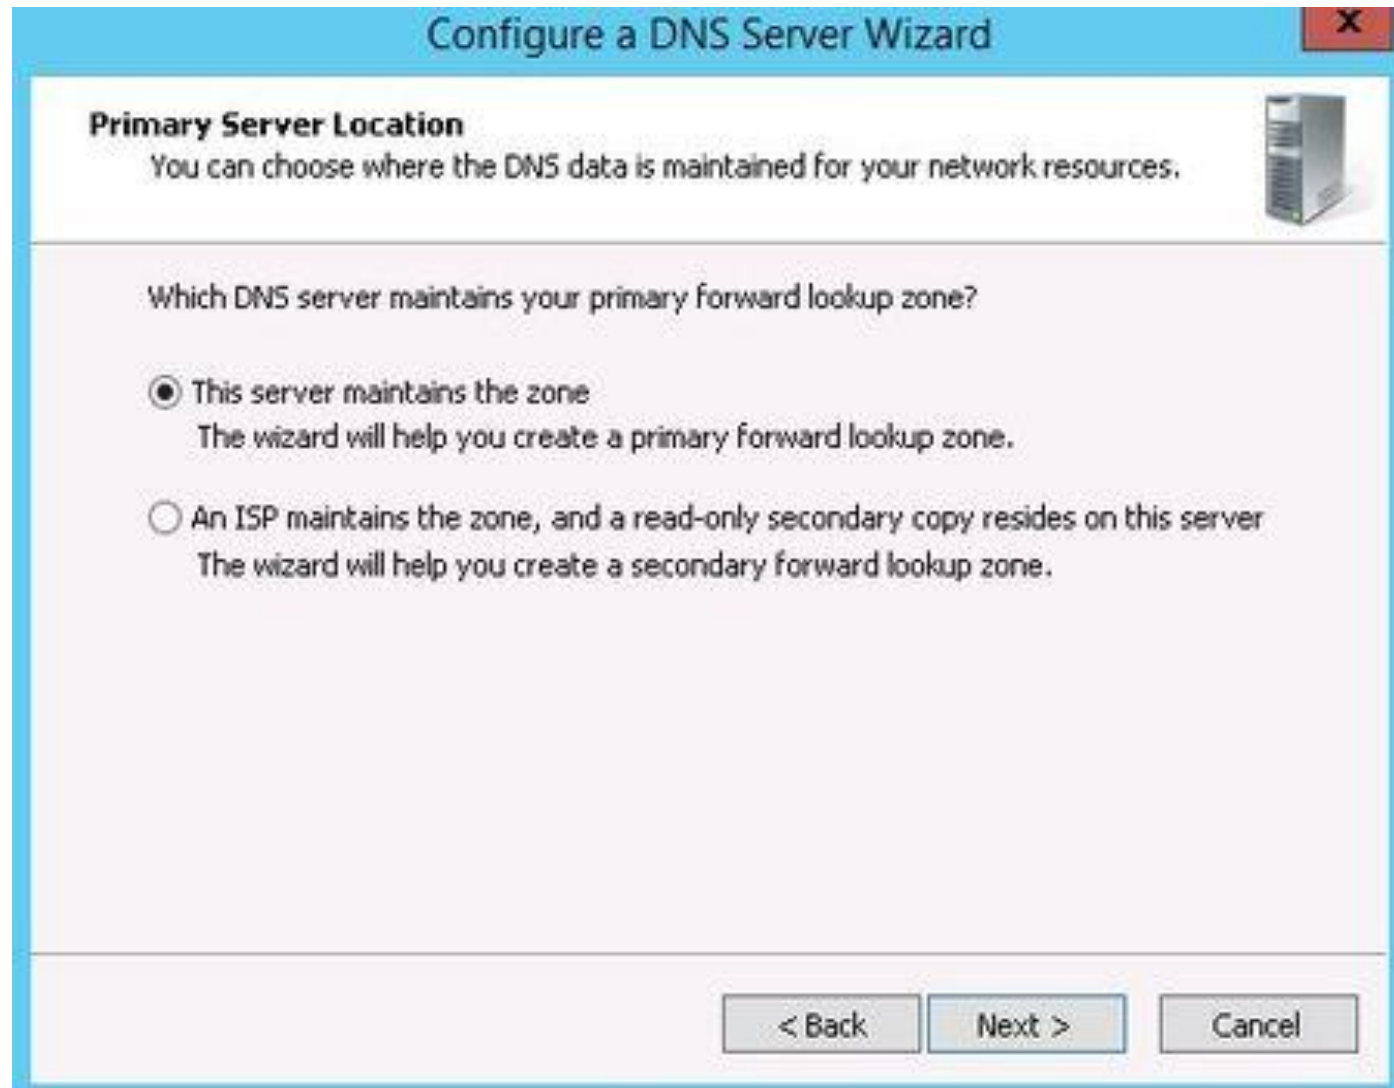 Configure a DNS Server Wizard
x
Primary Server Location
You can choose where the DNS data is maintained for your network resources.
Which DNS server maintains your primary forward lookup zone?
This server maintains the zone
The wizard will help you create a primary forward lookup zone.
An ISP maintains the zone, and a read-only secondary copy resides on this server
The wizard will help you create a secondary forward lookup zone.
< Back Next > Cancel